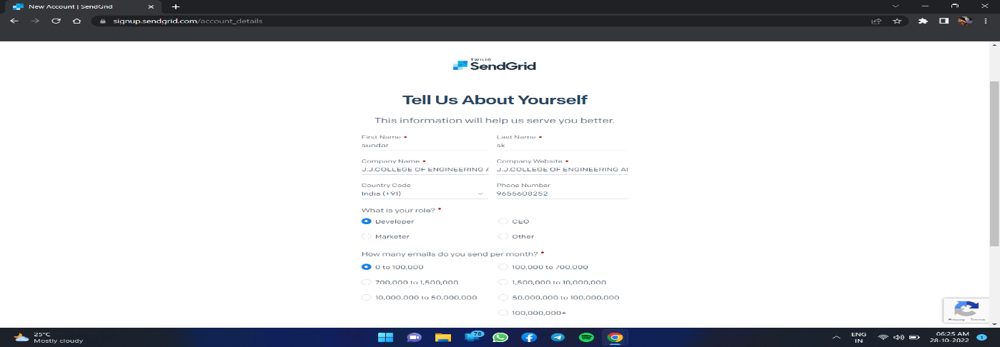 New Account | SendGrid
signup.sendgrid.com/account_details
TWILIO
SendGrid
Tell Us About Yourself
This information will help us serve you better.
First Name • Last Name •
sundar sk
Company Name • Company Website •
J.J.COLLEGE OF ENGINEERING A J.J.COLLEGE OF ENGINEERING AI
Country Code Phone Number
India (+91) 9655608252
What is your role? •
Developer CEO
Marketer Other
How many emails do you send per month? •
0 to 100,000 100,000 to 700,000
700,000 to 1,500,000 1,500,000 to 10,000,000
10,000,000 to 50,000,000 50,000,000 to 100,000,000
100,000,000+
Privacy Terms
25°C
Mostly cloudy
78
ENG
IN
06:25 AM
28-10-2022
1